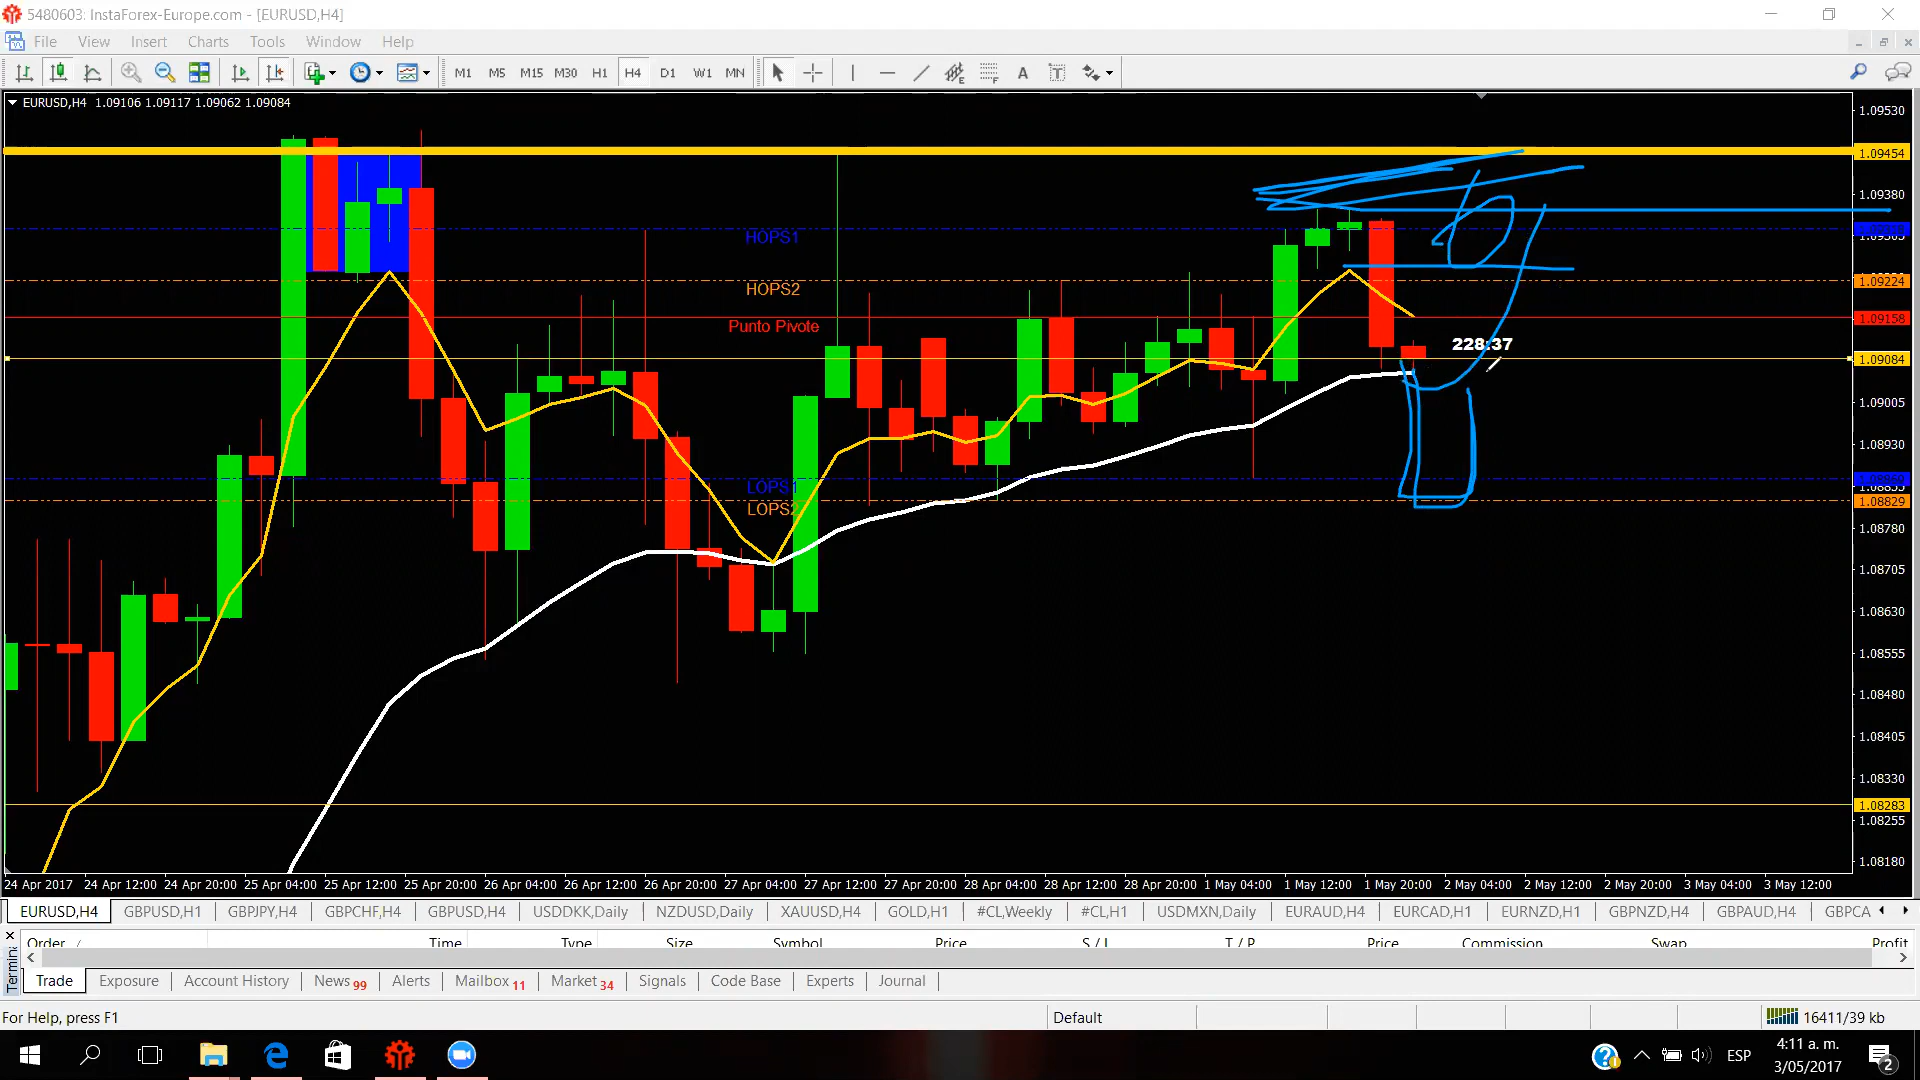 5480603: InstaForex-Europe.com - [EURUSD,H4]
File View Insert Charts Tools Window Help
M1 M5 M15 M30 H1 H4 D1 W1 MN
EURUSD,H4 1.09106 1.09117 1.09062 1.09084
1.09530
1.09454
1.09380
HOPS1
1.09305
HOPS2
1.09224
Punto Pivote
1.09158
228:37
1.09084
1.09005
1.08930
LOPS1
1.08855
LOPS2
1.08829
1.08780
1.08705
1.08630
1.08555
1.08480
1.08405
1.08330
1.08283
1.08255
1.08180
24 Apr 2017 24 Apr 12:00 24 Apr 20:00 25 Apr 04:00 25 Apr 12:00 25 Apr 20:00 26 Apr 04:00 26 Apr 12:00 26 Apr 20:00 27 Apr 04:00 27 Apr 12:00 27 Apr 20:00 28 Apr 04:00 28 Apr 12:00 28 Apr 20:00 1 May 04:00 1 May 12:00 1 May 20:00 2 May 04:00 2 May 12:00 2 May 20:00 3 May 04:00 3 May 12:00
EURUSD,H4 GBPUSD,H1 GBPJPY,H4 GBPCHF,H4 GBPUSD,H4 USDDKK,Daily NZDUSD,Daily XAUUSD,H4 GOLD,H1 #CL,Weekly #CL,H1 USDMXN,Daily EURAUD,H4 EURCAD,H1 EURNZD,H1 GBPNZD,H4 GBPAUD,H4 GBPCA
Order / Time Type Size Symbol Price S / L T / P Price Commission Swap Profit
Termin
Trade Exposure Account History News 99 Alerts Mailbox 11 Market 34 Signals Code Base Experts Journal
For Help, press F1 Default 16411/39 kb
ESP 4:11 a. m.
3/05/2017 2